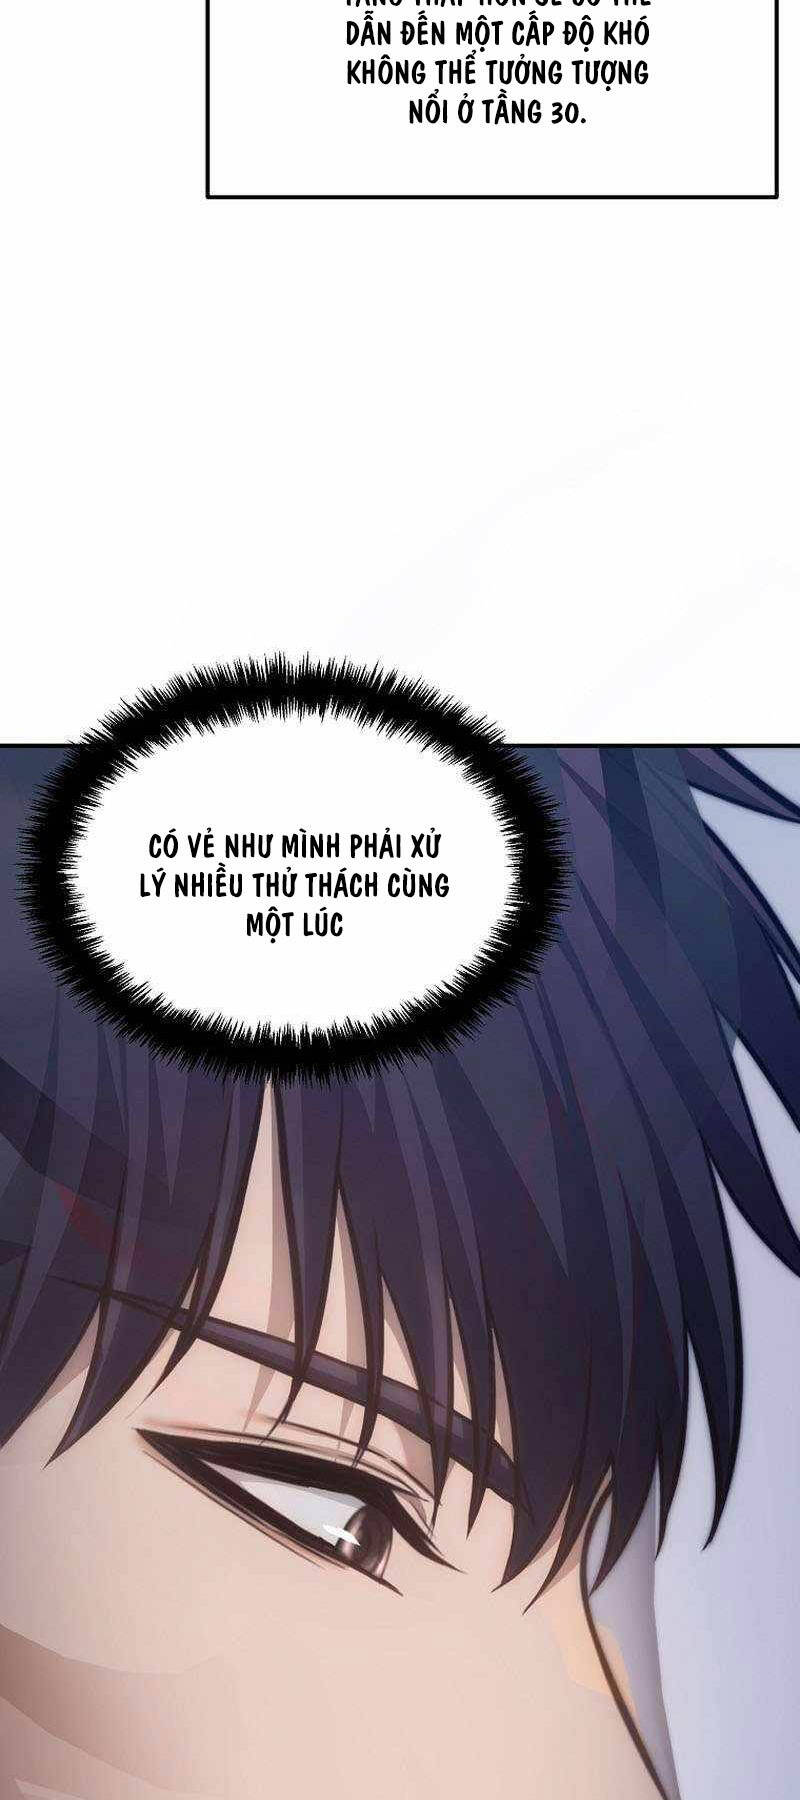 DẪN ĐẾN MỘT CẤP ĐỘ KHÓ
KHÔNG THỂ TƯỞNG TƯỢNG
NỔI Ở TẦNG 30.
CÓ VẺ NHƯ MÌNH PHẢI XỬ
LÝ NHIỀU THỬ THÁCH CÙNG
MỘT LÚC